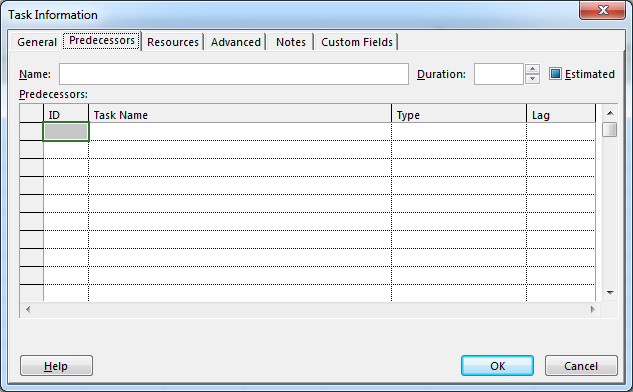 Task Information
General Predecessors Resources Advanced Notes Custom Fields
Name: Duration: Estimated
Predecessors:
ID Task Name Type Lag
Help OK Cancel